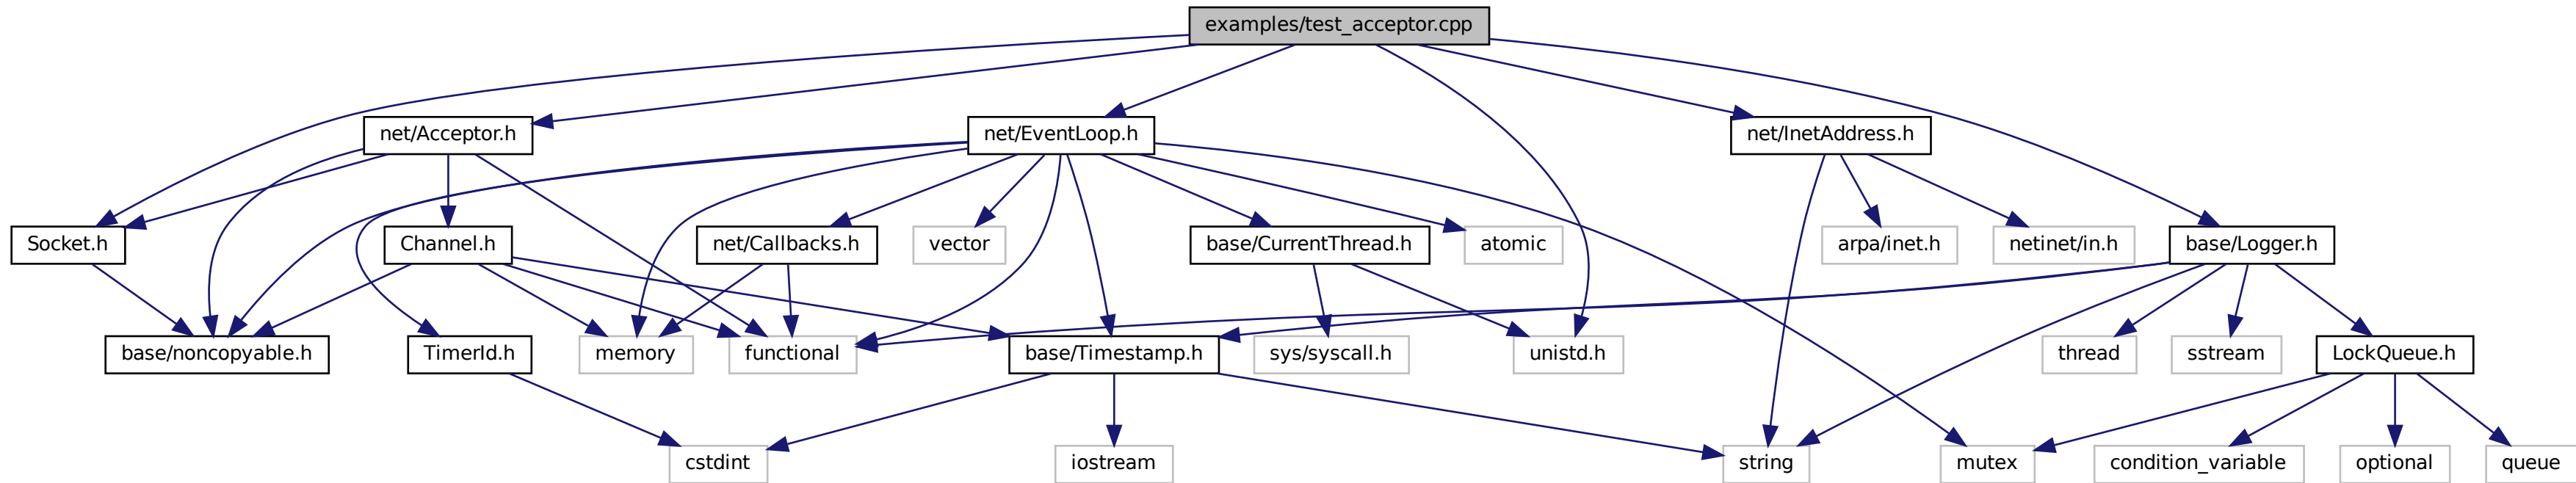 examples/test_acceptor.cpp
net/Acceptor.h
net/EventLoop.h
net/InetAddress.h
Socket.h
Channel.h
net/Callbacks.h
vector
base/CurrentThread.h
atomic
arpa/inet.h
netinet/in.h
base/Logger.h
base/noncopyable.h
TimerId.h
memory
functional
base/Timestamp.h
sys/syscall.h
unistd.h
thread
sstream
LockQueue.h
cstdint
iostream
string
mutex
condition_variable
optional
queue